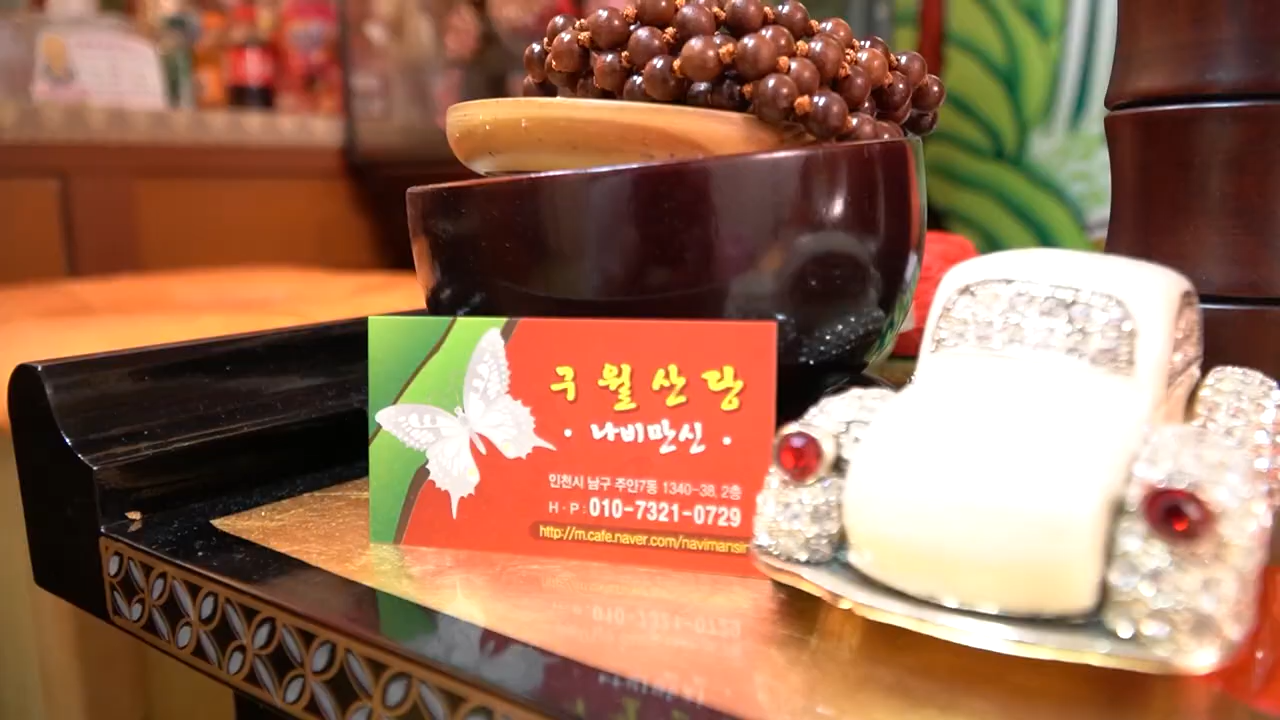 구월산당
· 나비만신 ·
인천시 남구 주안7동 1340-38, 2층
H·P : 010-7321-0729
http://m.cafe.naver.com/navimansin